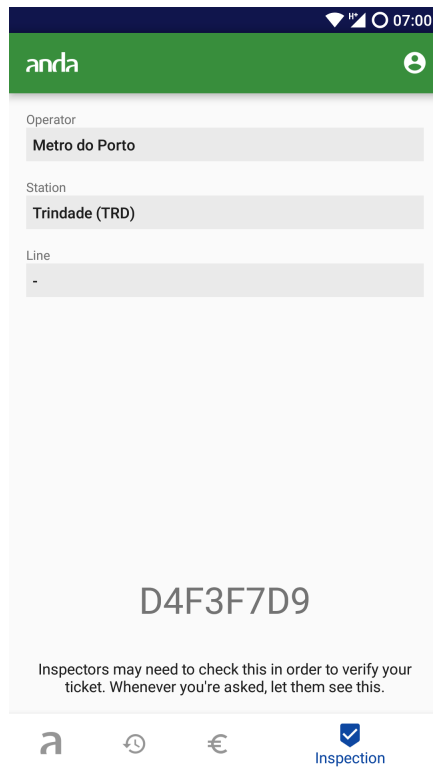 H+ 07:00
anda
Operator
Metro do Porto
Station
Trindade (TRD)
Line
-
D4F3F7D9
Inspectors may need to check this in order to verify your
ticket. Whenever you're asked, let them see this.
a €
Inspection